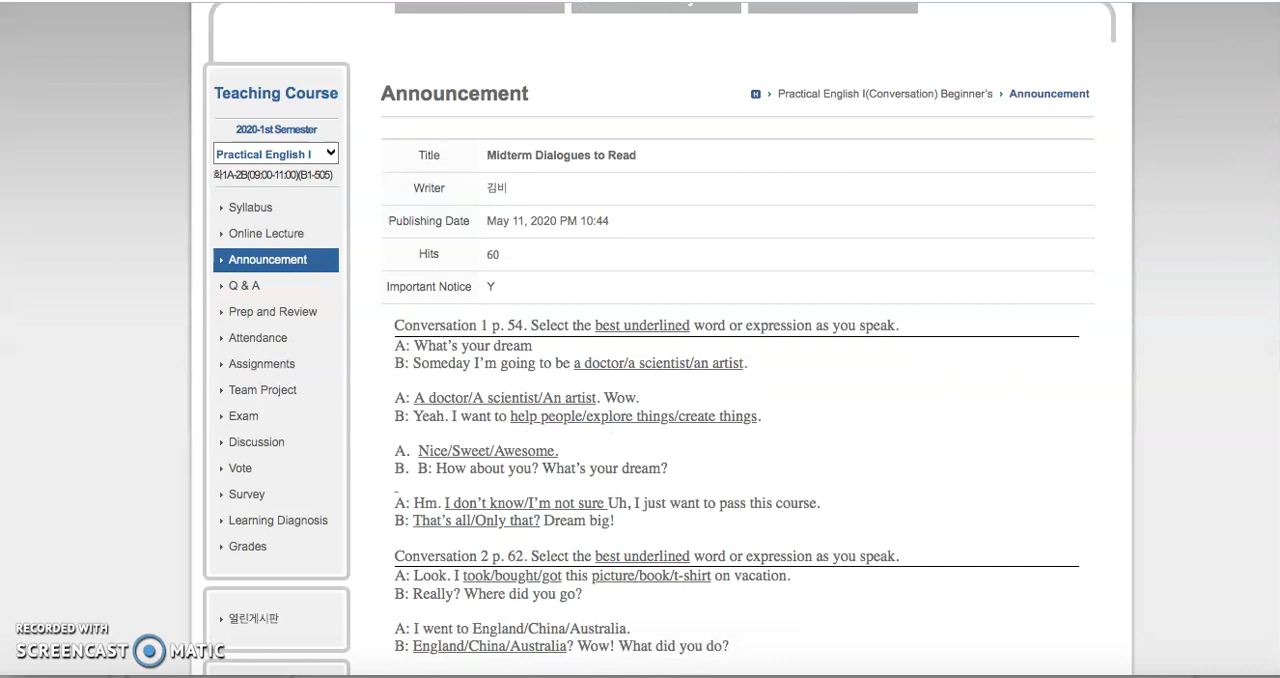 Teaching Course
2020-1st Semester
Practical English I
화1A-2B(09:00-11:00)(B1-505)
Syllabus
Online Lecture
Announcement
Q & A
Prep and Review
Attendance
Assignments
Team Project
Exam
Discussion
Vote
Survey
Learning Diagnosis
Grades
열린게시판
Announcement
H › Practical English I(Conversation) Beginner's › Announcement
Title Midterm Dialogues to Read
Writer 김비
Publishing Date May 11, 2020 PM 10:44
Hits 60
Important Notice Y
Conversation 1 p. 54. Select the best underlined word or expression as you speak.
A: What's your dream
B: Someday I'm going to be a doctor/a scientist/an artist.
A: A doctor/A scientist/An artist. Wow.
B: Yeah. I want to help people/explore things/create things.
A. Nice/Sweet/Awesome.
B. B: How about you? What's your dream?
A: Hm. I don't know/I'm not sure Uh, I just want to pass this course.
B: That's all/Only that? Dream big!
Conversation 2 p. 62. Select the best underlined word or expression as you speak.
A: Look. I took/bought/got this picture/book/t-shirt on vacation.
B: Really? Where did you go?
A: I went to England/China/Australia.
B: England/China/Australia? Wow! What did you do?
RECORDED WITH
SCREENCAST MATIC